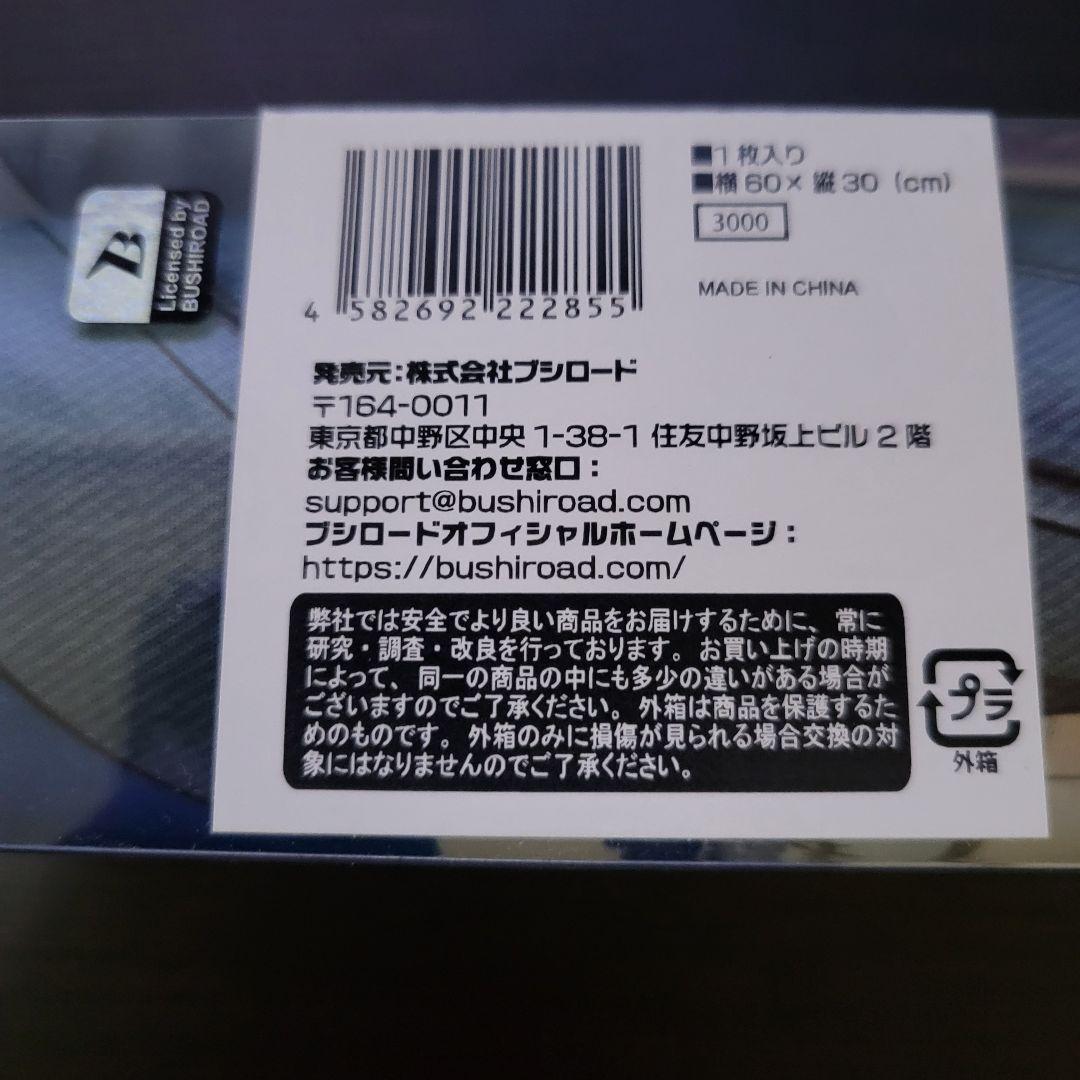 B
Licensed by
BUSHIROAD
4 582692 222855
■1枚入り
■横60×縦30 (cm)
3000
MADE IN CHINA
発売元:株式会社ブシロード
〒164-0011
東京都中野区中央1-38-1 住友中野坂上ビル2階
お客様問い合わせ窓口:
support@bushiroad.com
ブシロードオフィシャルホームページ:
https://bushiroad.com/
弊社では安全でより良い商品をお届けするために、常に
研究・調査・改良を行っております。お買い上げの時期
によって、同一の商品の中にも多少の違いがある場合が
ございますのでご了承ください。外箱は商品を保護するた
めのものです。外箱のみに損傷が見られる場合交換の対
象にはなりませんのでご了承ください。
プラ
外箱